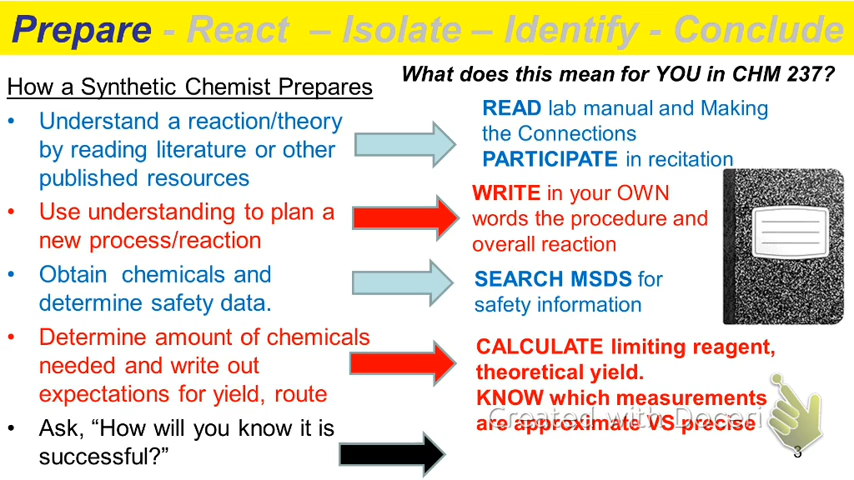 Prepare - React – Isolate – Identify - Conclude
How a Synthetic Chemist Prepares
• Understand a reaction/theory
by reading literature or other
published resources
• Use understanding to plan a
new process/reaction
• Obtain chemicals and
determine safety data.
• Determine amount of chemicals
needed and write out
expectations for yield, route
• Ask, “How will you know it is
successful?”
What does this mean for YOU in CHM 237?
READ lab manual and Making
the Connections
PARTICIPATE in recitation
WRITE in your OWN
words the procedure and
overall reaction
SEARCH MSDS for
safety information
CALCULATE limiting reagent,
theoretical yield.
KNOW which measurements
are approximate VS precise
Created with Doceri
3